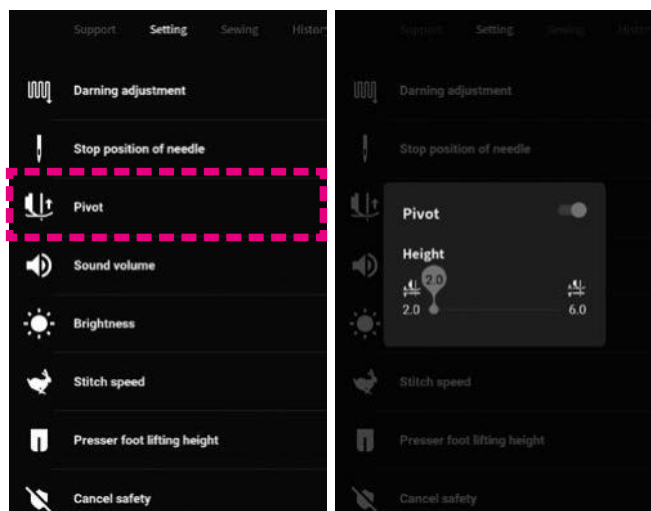 Support Setting Sewing History
Darning adjustment
Stop position of needle
Pivot
Sound volume
Brightness
Stitch speed
Presser foot lifting height
Cancel safety
Support Setting Sewing
Darning adjustment
Stop position of needle
Pivot
Height
2.0
2.0 6.0
Stitch speed
Presser foot lifting height
Cancel safety